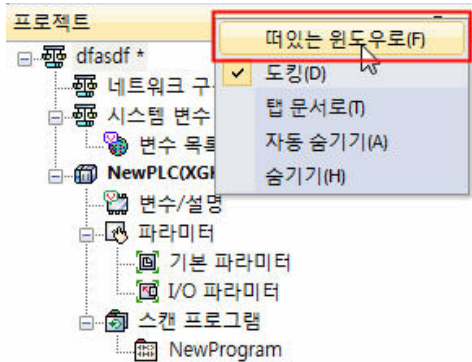 프로젝트
떠있는 윈도우로(F)
도킹(D)
탭 문서로(T)
자동 숨기기(A)
숨기기(H)
dfasdf *
네트워크 구
시스템 변수
변수 목록
NewPLC(XGK
변수/설명
파라미터
기본 파라미터
I/O 파라미터
스캔 프로그램
NewProgram